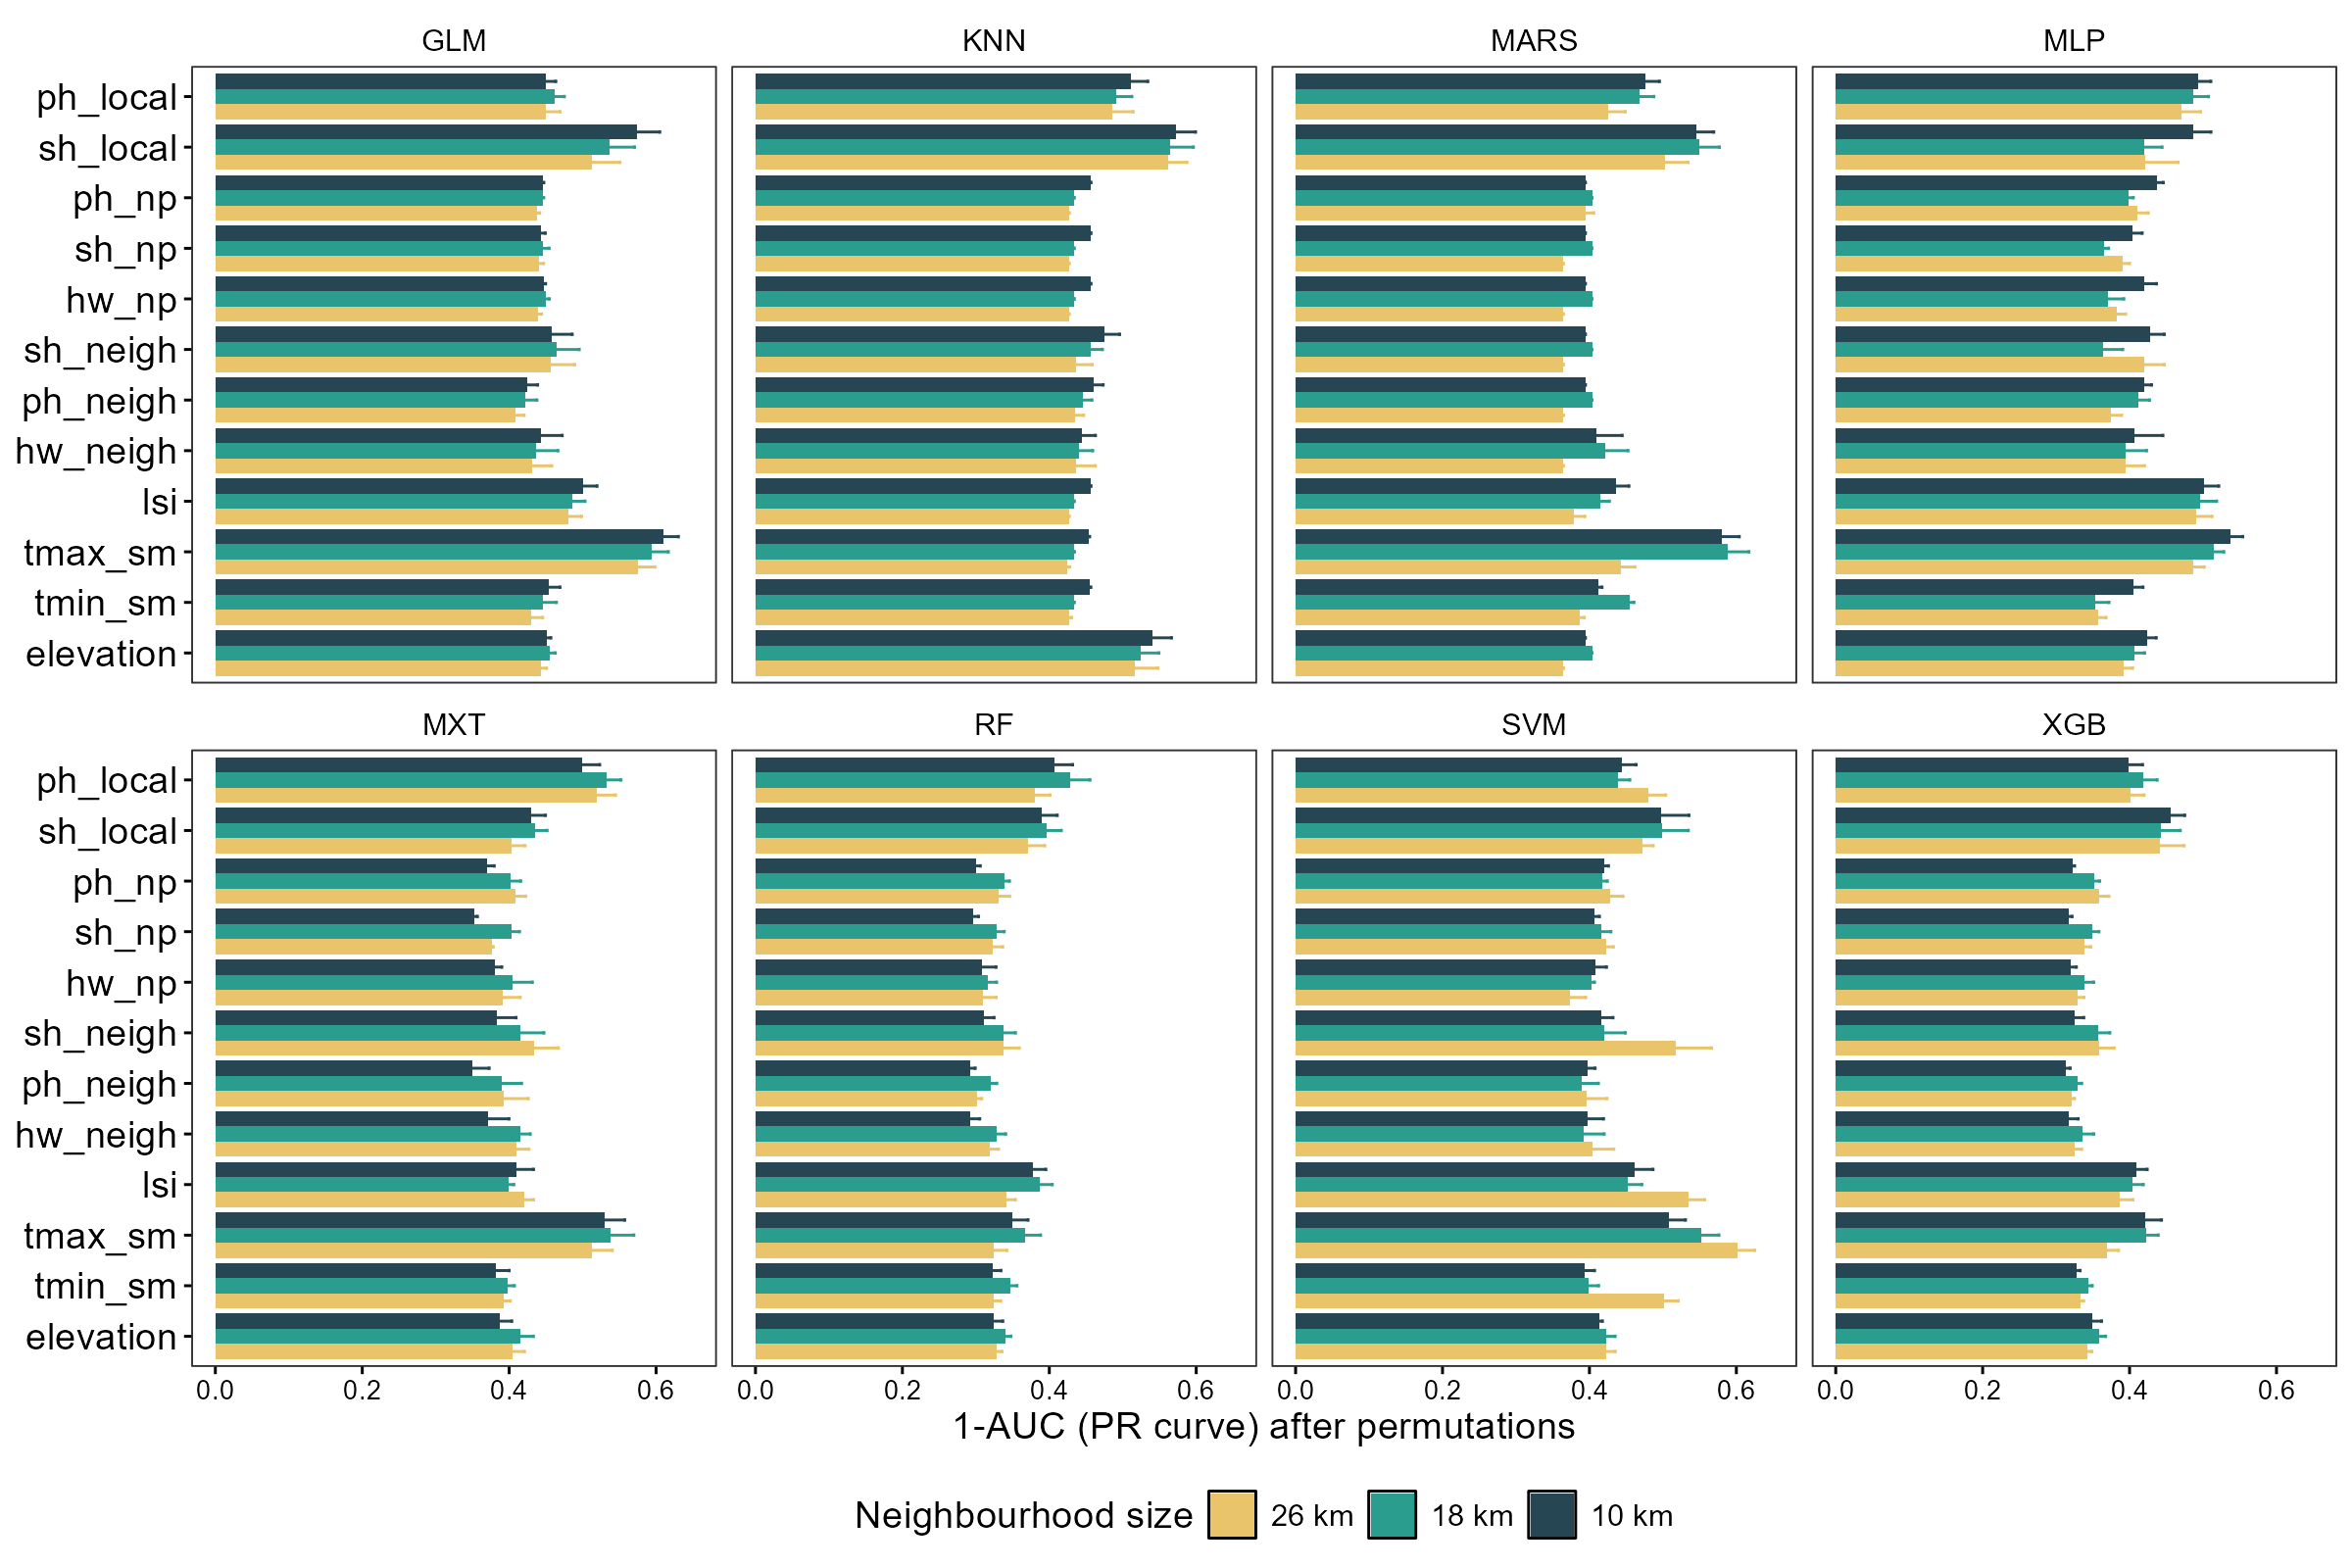 GLM KNN MARS MLP
ph_local
sh_local
ph_np
sh_np
hw_np
sh_neigh
ph_neigh
hw_neigh
lsi
tmax_sm
tmin_sm
elevation
MXT RF SVM XGB
ph_local
sh_local
ph_np
sh_np
hw_np
sh_neigh
ph_neigh
hw_neigh
lsi
tmax_sm
tmin_sm
elevation
0.0 0.2 0.4 0.6 0.0 0.2 0.4 0.6 0.0 0.2 0.4 0.6 0.0 0.2 0.4 0.6
1-AUC (PR curve) after permutations
Neighbourhood size 26 km 18 km 10 km